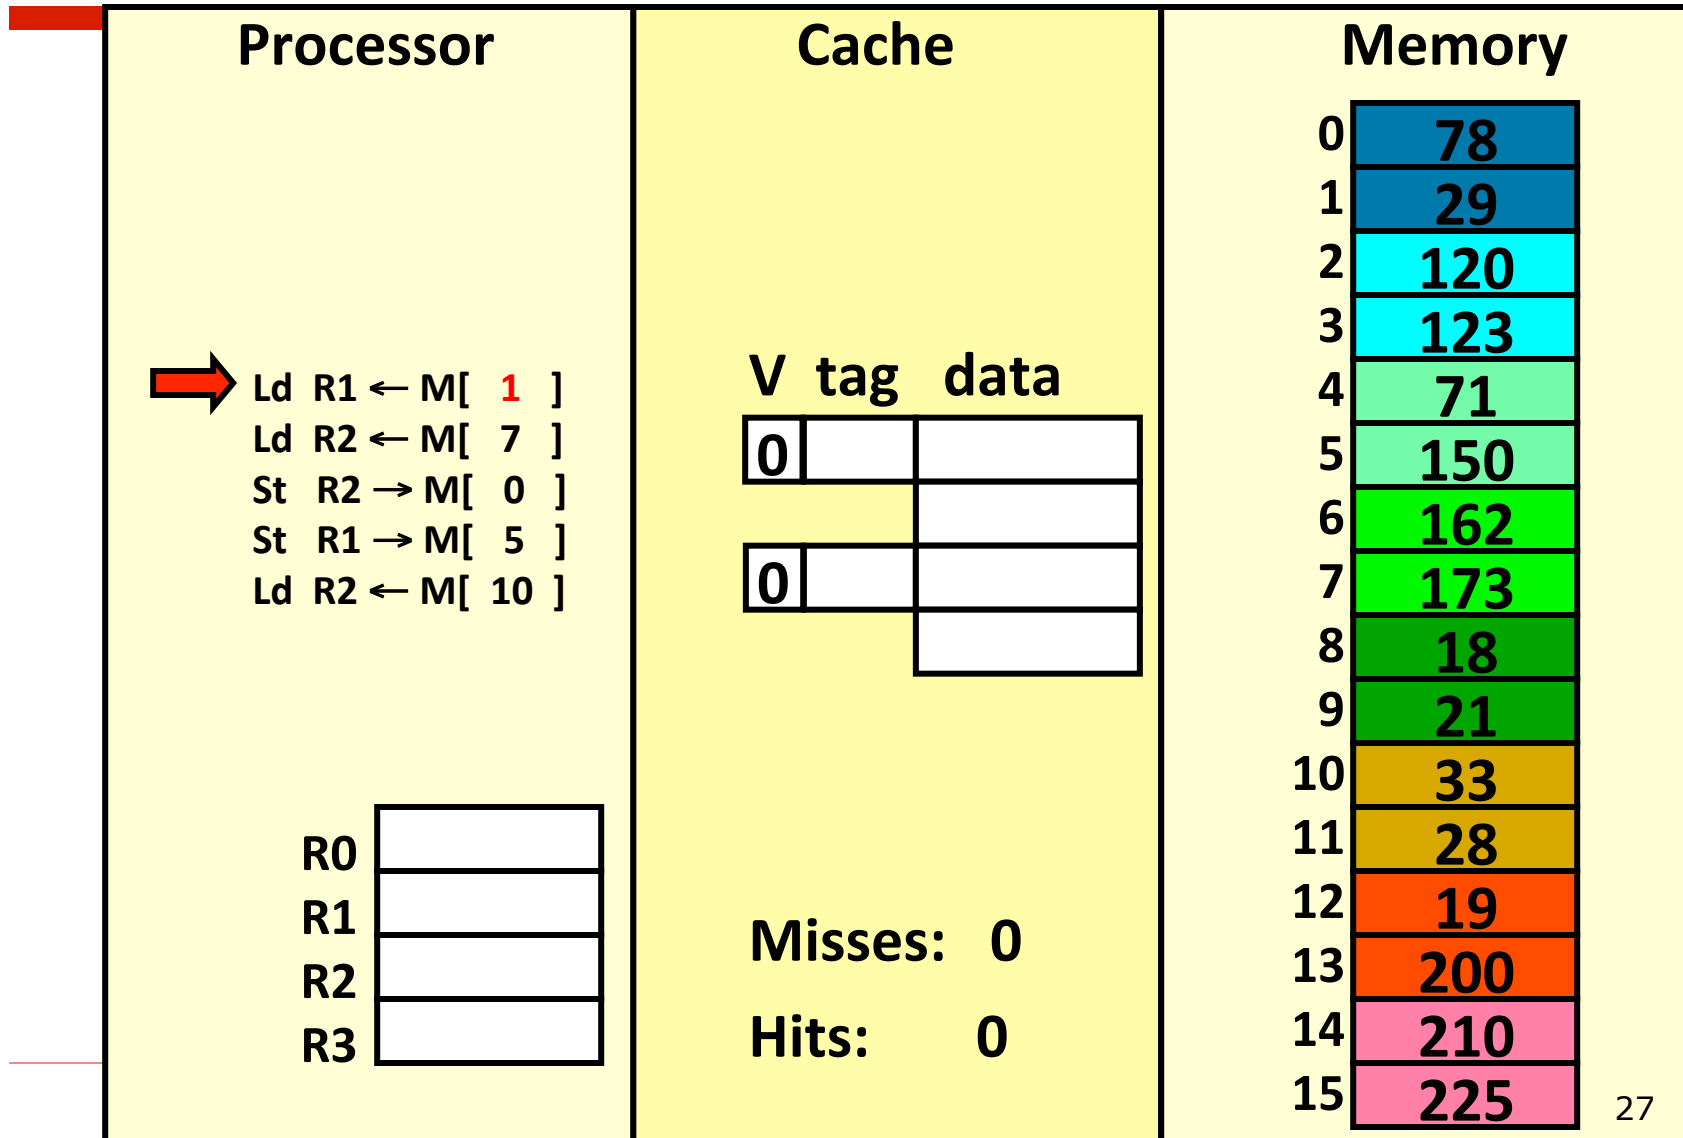 Processor
Ld R1 ← M[ 1 ]
Ld R2 ← M[ 7 ]
St R2 → M[ 0 ]
St R1 → M[ 5 ]
Ld R2 ← M[ 10 ]
R0
R1
R2
R3
Cache
V tag data
0
0
Misses: 0
Hits: 0
Memory
0 78
1 29
2 120
3 123
4 71
5 150
6 162
7 173
8 18
9 21
10 33
11 28
12 19
13 200
14 210
15 225
27